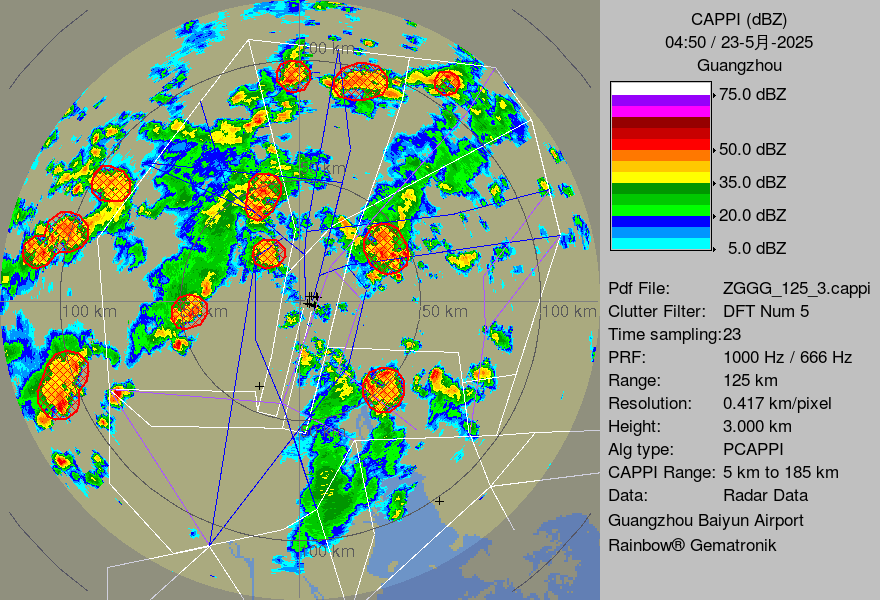 CAPPI (dBZ)
04:50 / 23-5月-2025
Guangzhou
75.0 dBZ
50.0 dBZ
35.0 dBZ
20.0 dBZ
5.0 dBZ
Pdf File: ZGGG_125_3.cappi
Clutter Filter: DFT Num 5
Time sampling:23
PRF: 1000 Hz / 666 Hz
Range: 125 km
Resolution: 0.417 km/pixel
Height: 3.000 km
Alg type: PCAPPI
CAPPI Range: 5 km to 185 km
Data: Radar Data
Guangzhou Baiyun Airport
Rainbow® Gematronik
00 km
km
100 km
km
50 km
100 km
00 km